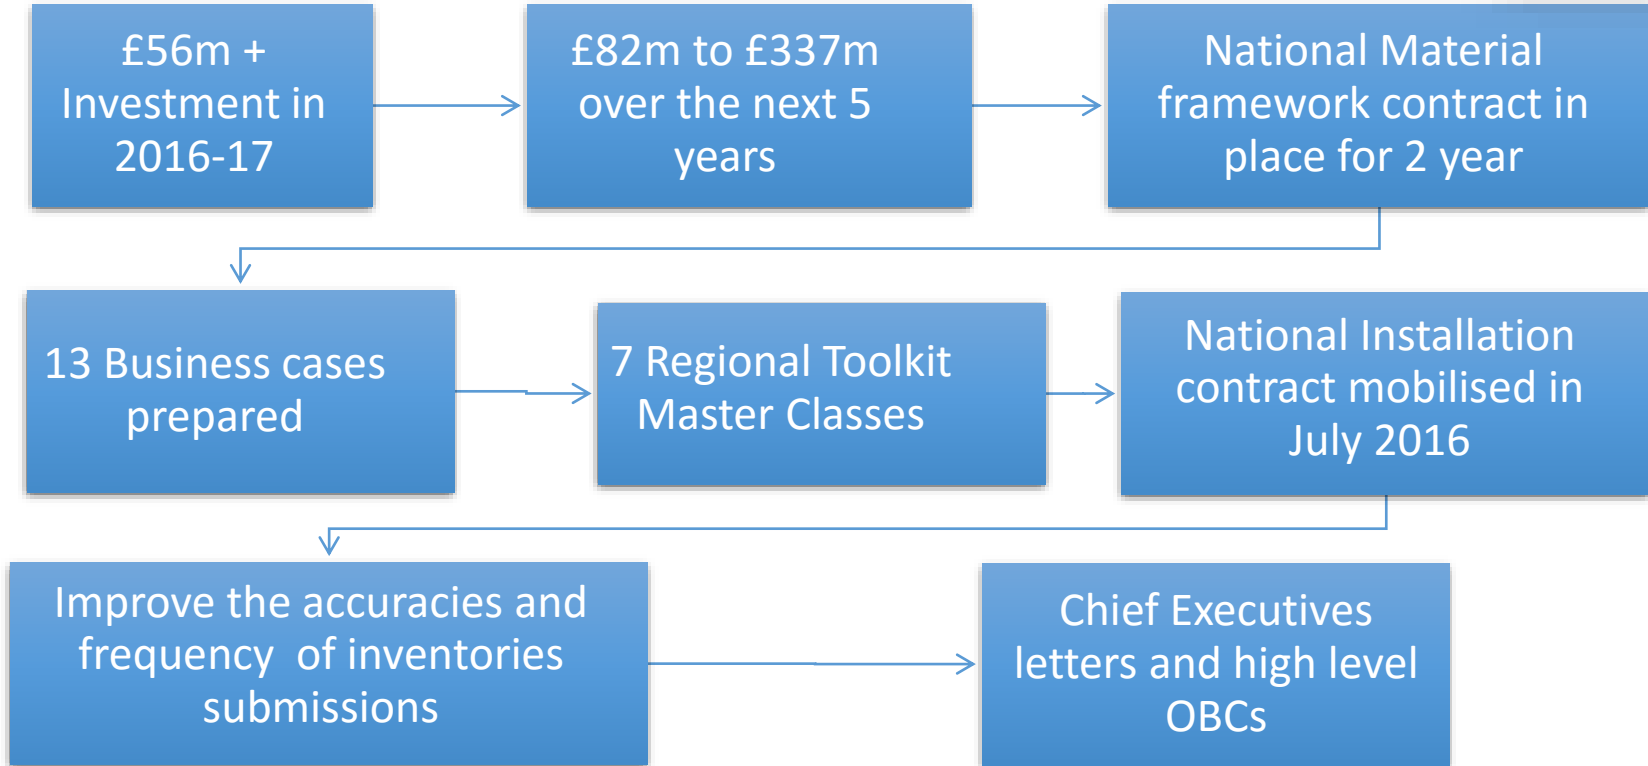 £56m +
Investment in
2016-17
£82m to £337m
over the next 5
years
National Material
framework contract in
place for 2 year
13 Business cases
prepared
7 Regional Toolkit
Master Classes
National Installation
contract mobilised in
July 2016
Improve the accuracies and
frequency of inventories
submissions
Chief Executives
letters and high level
OBCs